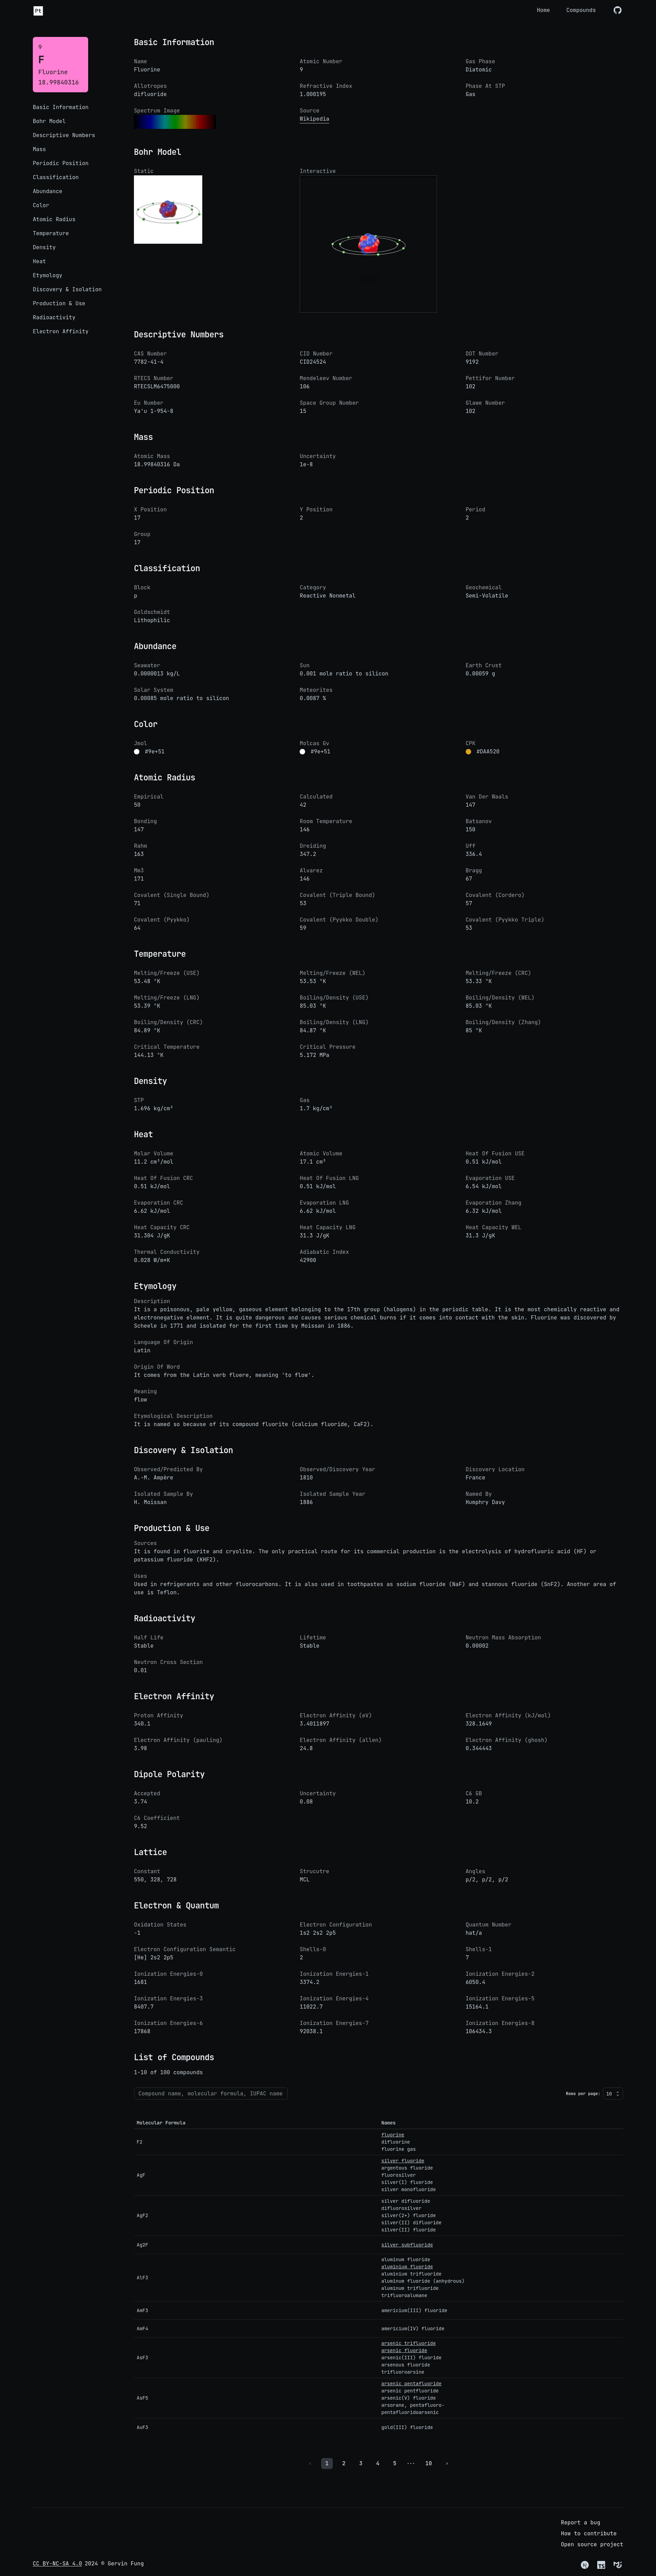 Pt
Home
Compounds
9
F
Fluorine
18.99840316
Basic Information
Bohr Model
Descriptive Numbers
Mass
Periodic Position
Classification
Abundance
Color
Atomic Radius
Temperature
Density
Heat
Etymology
Discovery & Isolation
Production & Use
Radioactivity
Electron Affinity
Basic Information
Name Atomic Number Gas Phase
Fluorine 9 Diatomic
Allotropes Refractive Index Phase At STP
difluoride 1.000195 Gas
Spectrum Image Source
Wikipedia
Bohr Model
Static Interactive
Descriptive Numbers
CAS Number CID Number DOT Number
7782-41-4 CID24524 9192
RTECS Number Mendeleev Number Pettifor Number
RTECSLM6475000 106 102
Eu Number Space Group Number Glawe Number
Ya'u 1-954-8 15 102
Mass
Atomic Mass Uncertainty
18.99840316 Da 1e-8
Periodic Position
X Position Y Position Period
17 2 2
Group
17
Classification
Block Category Geochemical
p Reactive Nonmetal Semi-Volatile
Goldschmidt
Lithophilic
Abundance
Seawater Sun Earth Crust
0.0000013 kg/L 0.001 mole ratio to silicon 0.00059 g
Solar System Meteorites
0.00085 mole ratio to silicon 0.0087 %
Color
Jmol Molcas Gv CPK
#9e+51 #9e+51 #DAA520
Atomic Radius
Empirical Calculated Van Der Waals
50 42 147
Bonding Room Temperature Batsanov
147 146 150
Rahm Dreiding Uff
163 347.2 336.4
Mm3 Alvarez Bragg
171 146 67
Covalent (Single Bound) Covalent (Triple Bound) Covalent (Cordero)
71 53 57
Covalent (Pyykko) Covalent (Pyykko Double) Covalent (Pyykko Triple)
64 59 53
Temperature
Melting/Freeze (USE) Melting/Freeze (WEL) Melting/Freeze (CRC)
53.48 °K 53.53 °K 53.33 °K
Melting/Freeze (LNG) Boiling/Density (USE) Boiling/Density (WEL)
53.39 °K 85.03 °K 85.03 °K
Boiling/Density (CRC) Boiling/Density (LNG) Boiling/Density (Zhang)
84.89 °K 84.87 °K 85 °K
Critical Temperature Critical Pressure
144.13 °K 5.172 MPa
Density
STP Gas
1.696 kg/cm³ 1.7 kg/cm³
Heat
Molar Volume Atomic Volume Heat Of Fusion USE
11.2 cm³/mol 17.1 cm³ 0.51 kJ/mol
Heat Of Fusion CRC Heat Of Fusion LNG Evaporation USE
0.51 kJ/mol 0.51 kJ/mol 6.54 kJ/mol
Evaporation CRC Evaporation LNG Evaporation Zhang
6.62 kJ/mol 6.62 kJ/mol 6.32 kJ/mol
Heat Capacity CRC Heat Capacity LNG Heat Capacity WEL
31.304 J/gK 31.3 J/gK 31.3 J/gK
Thermal Conductivity Adiabatic Index
0.028 W/m*K 42900
Etymology
Description
It is a poisonous, pale yellow, gaseous element belonging to the 17th group (halogens) in the periodic table. It is the most chemically reactive and
electronegative element. It is quite dangerous and causes serious chemical burns if it comes into contact with the skin. Fluorine was discovered by
Scheele in 1771 and isolated for the first time by Moissan in 1886.
Language Of Origin
Latin
Origin Of Word
It comes from the Latin verb fluere, meaning 'to flow'.
Meaning
flow
Etymological Description
It is named so because of its compound fluorite (calcium fluoride, CaF2).
Discovery & Isolation
Observed/Predicted By Observed/Discovery Year Discovery Location
A.-M. Ampère 1810 France
Isolated Sample By Isolated Sample Year Named By
H. Moissan 1886 Humphry Davy
Production & Use
Sources
It is found in fluorite and cryolite. The only practical route for its commercial production is the electrolysis of hydrofluoric acid (HF) or
potassium fluoride (KHF2).
Uses
Used in refrigerants and other fluorocarbons. It is also used in toothpastes as sodium fluoride (NaF) and stannous fluoride (SnF2). Another area of
use is Teflon.
Radioactivity
Half Life Lifetime Neutron Mass Absorption
Stable Stable 0.00002
Neutron Cross Section
0.01
Electron Affinity
Proton Affinity Electron Affinity (eV) Electron Affinity (kJ/mol)
340.1 3.4011897 328.1649
Electron Affinity (pauling) Electron Affinity (allen) Electron Affinity (ghosh)
3.98 24.8 0.344443
Dipole Polarity
Accepted Uncertainty C6 GB
3.74 0.08 10.2
C6 Coefficient
9.52
Lattice
Constant Strucutre Angles
550, 328, 728 MCL p/2, p/2, p/2
Electron & Quantum
Oxidation States Electron Configuration Quantum Number
-1 1s2 2s2 2p5 hat/a
Electron Configuration Semantic Shells-0 Shells-1
[He] 2s2 2p5 2 7
Ionization Energies-0 Ionization Energies-1 Ionization Energies-2
1681 3374.2 6050.4
Ionization Energies-3 Ionization Energies-4 Ionization Energies-5
8407.7 11022.7 15164.1
Ionization Energies-6 Ionization Energies-7 Ionization Energies-8
17868 92038.1 106434.3
List of Compounds
1-10 of 100 compounds
Compound name, molecular formula, IUPAC name
Rows per page: 10
Molecular Formula Names
fluorine
F2 difluorine
fluorine gas
silver fluoride
argentous fluoride
AgF fluorosilver
silver(I) fluoride
silver monofluoride
silver difluoride
difluorosilver
AgF2 silver(2+) fluoride
silver(II) difluoride
silver(II) fluoride
Ag2F silver subfluoride
aluminum fluoride
aluminium fluoride
AlF3 aluminium trifluoride
aluminum fluoride (anhydrous)
aluminum trifluoride
trifluoroalumane
AmF3 americium(III) fluoride
AmF4 americium(IV) fluoride
arsenic trifluoride
arsenic fluoride
AsF3 arsenic(III) fluoride
arsenous fluoride
trifluoroarsine
arsenic pentafluoride
arsenic pentfluoride
AsF5 arsenic(V) fluoride
arsorane, pentafluoro-
pentafluoridoarsenic
AuF3 gold(III) fluoride
1 2 3 4 5 ... 10
Report a bug
How to contribute
Open source project
CC BY-NC-SA 4.0 2024 © Gervin Fung
N
TS